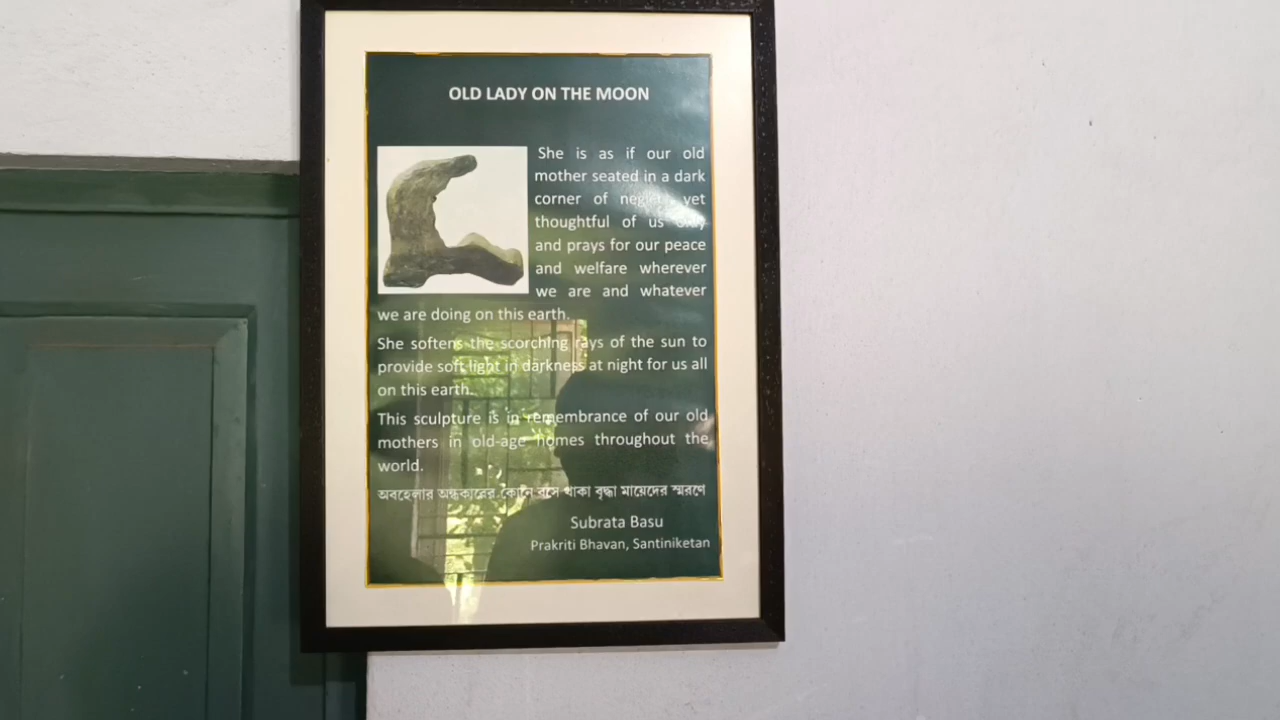 OLD LADY ON THE MOON
She is as if our old
mother seated in a dark
corner of neglect yet
thoughtful of us
and prays for our peace
and welfare wherever
we are and whatever
we are doing on this earth.
She softens the scorching rays of the sun to
provide soft light in darkness at night for us all
on this earth.
This sculpture is in remembrance of our old
mothers in old-age homes throughout the
world.
অবহেলার অন্ধকারের কোনে বসে থাকা বৃদ্ধা মায়েদের স্মরণে
Subrata Basu
Prakriti Bhavan, Santiniketan